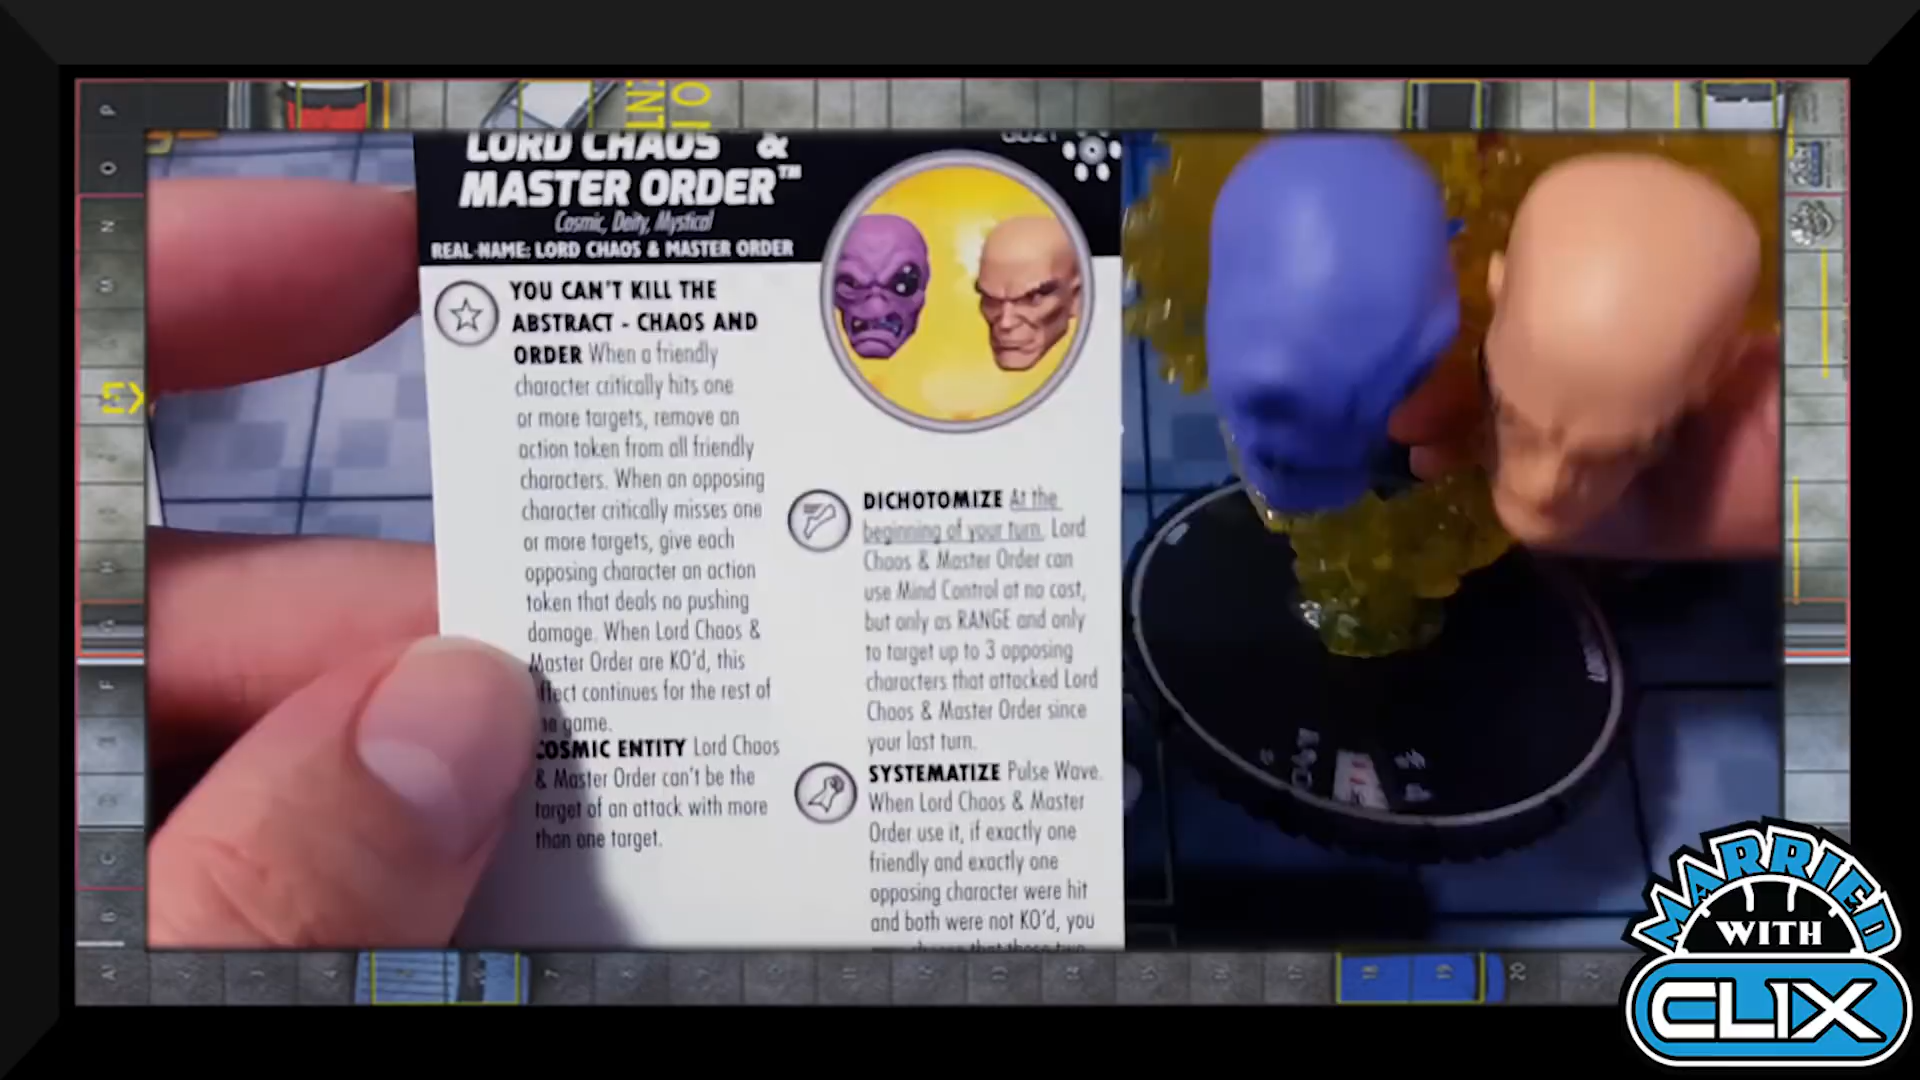 LORD CHAOS &
MASTER ORDER™
Cosmic, Deity, Mystical
REAL NAME: LORD CHAOS & MASTER ORDER
YOU CAN'T KILL THE
ABSTRACT - CHAOS AND
ORDER When a friendly
character critically hits one
or more targets, remove an
action token from all friendly
characters. When an opposing
character critically misses one
or more targets, give each
opposing character an action
token that deals no pushing
damage. When Lord Chaos &
Master Order are KO'd, this
effect continues for the rest of
game.
COSMIC ENTITY Lord Chaos
& Master Order can't be the
target of an attack with more
than one target.
DICHOTOMIZE At the
beginning of your turn, Lord
Chaos & Master Order can
use Mind Control at no cost,
but only as RANGE and only
to target up to 3 opposing
characters that attacked Lord
Chaos & Master Order since
your last turn.
SYSTEMATIZE Pulse Wave.
When Lord Chaos & Master
Order use it, if exactly one
friendly and exactly one
opposing character were hit
and both were not KO'd, you
MARRIED
WITH
CLIX